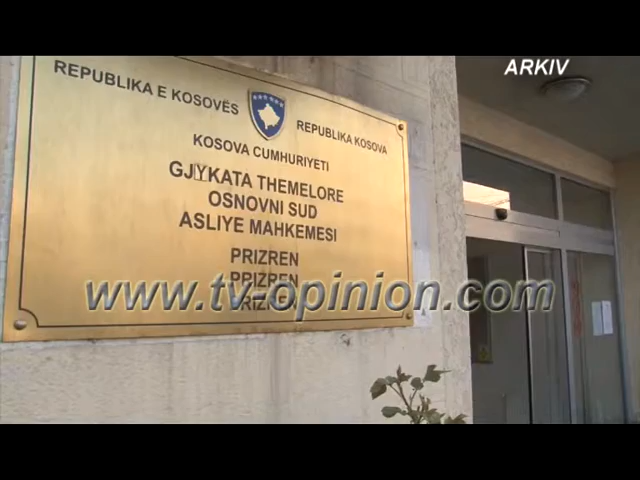 ARKIV
REPUBLIKA E KOSOVËS
REPUBLIKA KOSOVA
KOSOVA CUMHURIYETI
GJYKATA THEMELORE
OSNOVNI SUD
ASLIYE MAHKEMESI
PRIZREN
PRIZREN
PRIZREN
www.tv-opinion.com